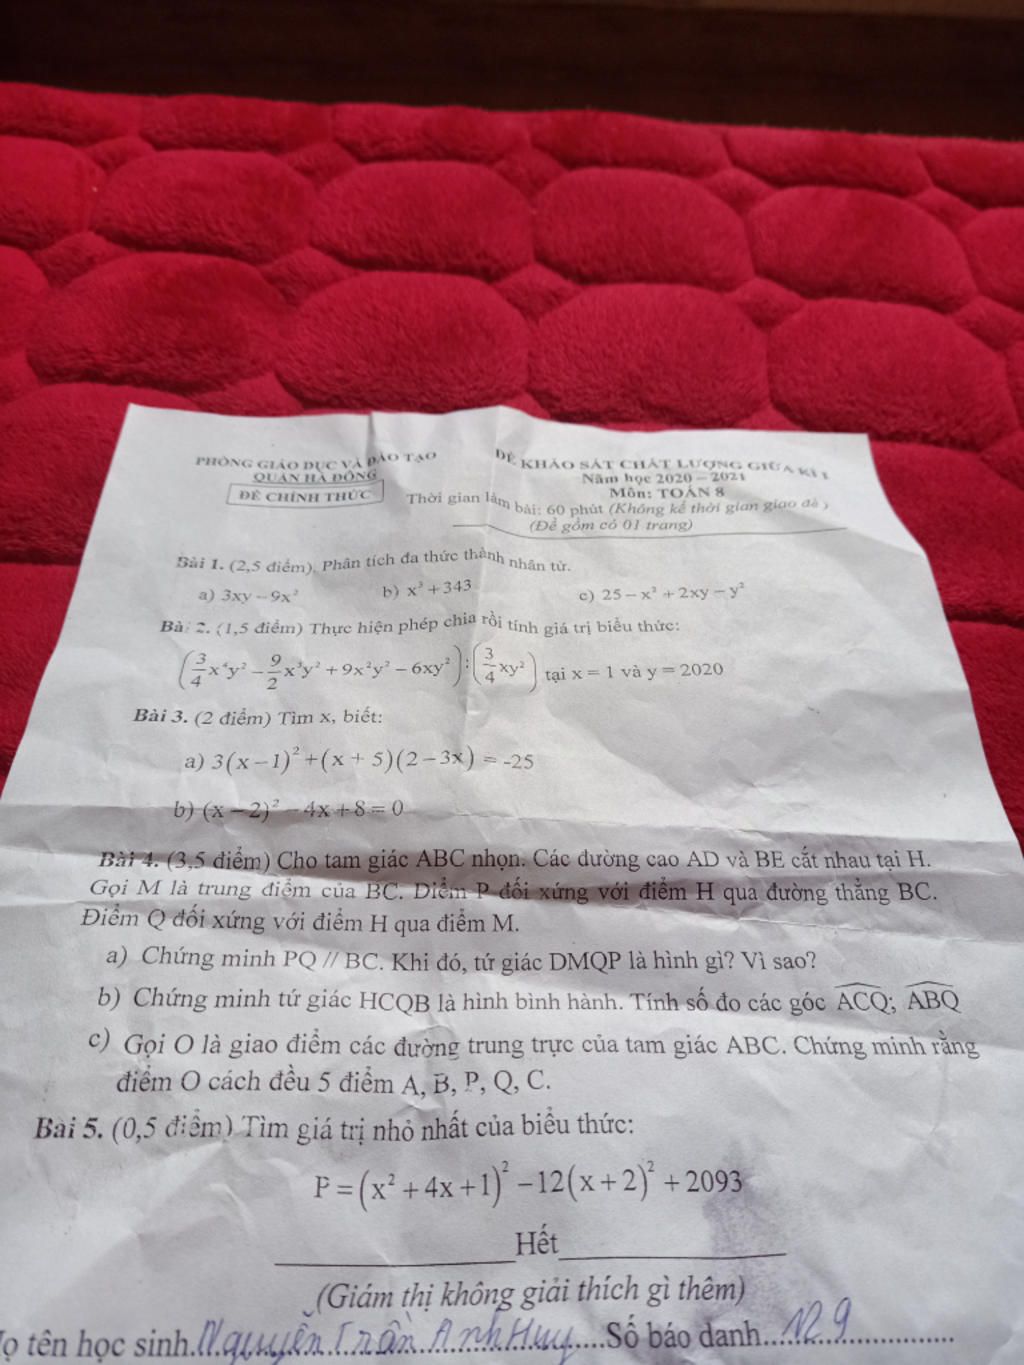 PHÒNG GIÁO DỤC VÀ ĐÀO TẠO
QUẬN HÀ ĐÔNG
ĐỀ CHÍNH THỨC
ĐỀ KHẢO SÁT CHẤT LƯỢNG GIỮA KÌ I
Năm học 2020 – 2021
Môn: TOÁN 8
Thời gian làm bài: 60 phút (Không kể thời gian giao đề)
(Đề gồm có 01 trang)
Bài 1. (2,5 điểm). Phân tích đa thức thành nhân tử.
a) 3xy – 9x² b) x³ + 343 c) 25 – x² + 2xy – y²
Bài 2. (1,5 điểm) Thực hiện phép chia rồi tính giá trị biểu thức:
(3/4 x⁴y² – 9/2 x³y² + 9x²y² – 6xy²) : (3/4 xy²) tại x = 1 và y = 2020
Bài 3. (2 điểm) Tìm x, biết:
a) 3(x – 1)² + (x + 5)(2 – 3x) = -25
b) (x – 2)² – 4x + 8 = 0
Bài 4. (3,5 điểm) Cho tam giác ABC nhọn. Các đường cao AD và BE cắt nhau tại H.
Gọi M là trung điểm của BC. Điểm P đối xứng với điểm H qua đường thẳng BC.
Điểm Q đối xứng với điểm H qua điểm M.
a) Chứng minh PQ // BC. Khi đó, tứ giác DMQP là hình gì? Vì sao?
b) Chứng minh tứ giác HCQB là hình bình hành. Tính số đo các góc ACQ; ABQ
c) Gọi O là giao điểm các đường trung trực của tam giác ABC. Chứng minh rằng
điểm O cách đều 5 điểm A, B, P, Q, C.
Bài 5. (0,5 điểm) Tìm giá trị nhỏ nhất của biểu thức:
P = (x² + 4x + 1)² – 12(x + 2)² + 2093
Hết
(Giám thị không giải thích gì thêm)
Họ tên học sinh. Nguyễn Trần Anh Huy Số báo danh